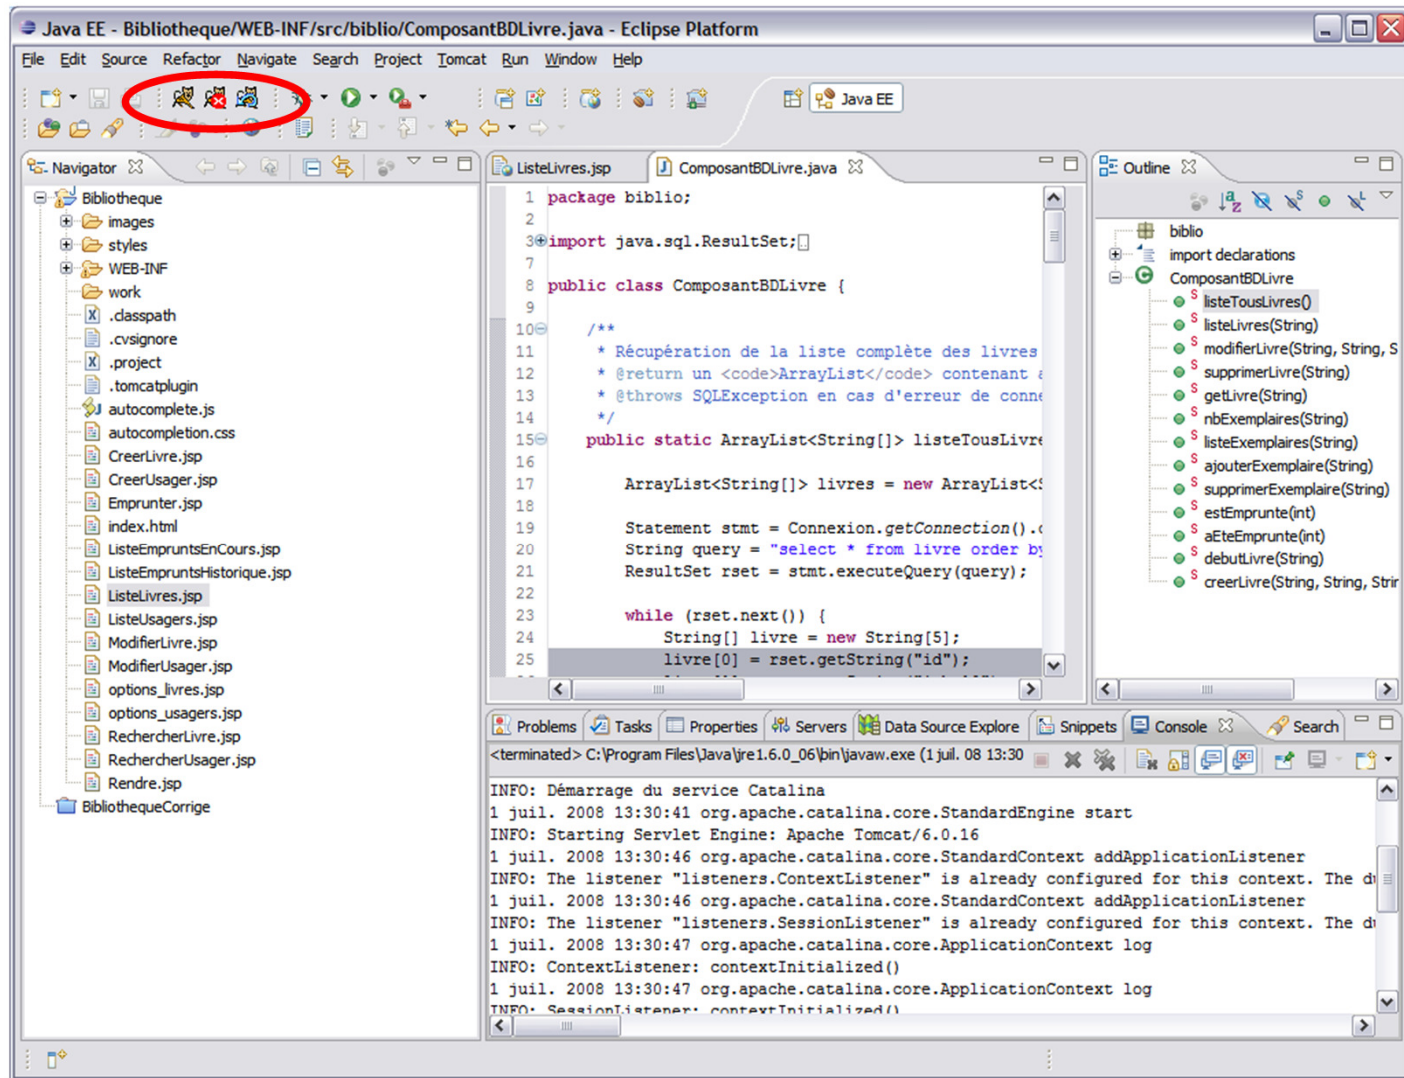 Java EE - Bibliotheque/WEB-INF/src/biblio/ComposantBDLivre.java - Eclipse Platform
File Edit Source Refactor Navigate Search Project Tomcat Run Window Help
Java EE
Navigator
Bibliotheque
images
styles
WEB-INF
work
.classpath
.cvsignore
.project
.tomcatplugin
autocomplete.js
autocompletion.css
CreerLivre.jsp
CreerUsager.jsp
Emprunter.jsp
index.html
ListeEmpruntsEnCours.jsp
ListeEmpruntsHistorique.jsp
ListeLivres.jsp
ListeUsagers.jsp
ModifierLivre.jsp
ModifierUsager.jsp
options_livres.jsp
options_usagers.jsp
RechercherLivre.jsp
RechercherUsager.jsp
Rendre.jsp
BibliothequeCorrige
ListeLivres.jsp ComposantBDLivre.java
1 package biblio;
2
3 import java.sql.ResultSet;
7
8 public class ComposantBDLivre {
9
10 /**
11 * Récupération de la liste complète des livres
12 * @return un <code>ArrayList</code> contenant a
13 * @throws SQLException en cas d'erreur de conne
14 */
15 public static ArrayList<String[]> listeTousLivre
16
17 ArrayList<String[]> livres = new ArrayList<S
18
19 Statement stmt = Connexion.getConnection().c
20 String query = "select * from livre order by
21 ResultSet rset = stmt.executeQuery(query);
22
23 while (rset.next()) {
24 String[] livre = new String[5];
25 livre[0] = rset.getString("id");
Outline
biblio
import declarations
ComposantBDLivre
listeTousLivres()
listeLivres(String)
modifierLivre(String, String, S
supprimerLivre(String)
getLivre(String)
nbExemplaires(String)
listeExemplaires(String)
ajouterExemplaire(String)
supprimerExemplaire(String)
estEmprunte(int)
aEteEmprunte(int)
debutLivre(String)
creerLivre(String, String, Strir
Problems Tasks Properties Servers Data Source Explore Snippets Console Search
<terminated> C:\Program Files\Java\jre1.6.0_06\bin\javaw.exe (1 juil. 08 13:30
INFO: Démarrage du service Catalina
1 juil. 2008 13:30:41 org.apache.catalina.core.StandardEngine start
INFO: Starting Servlet Engine: Apache Tomcat/6.0.16
1 juil. 2008 13:30:46 org.apache.catalina.core.StandardContext addApplicationListener
INFO: The listener "listeners.ContextListener" is already configured for this context. The du
1 juil. 2008 13:30:46 org.apache.catalina.core.StandardContext addApplicationListener
INFO: The listener "listeners.SessionListener" is already configured for this context. The du
1 juil. 2008 13:30:47 org.apache.catalina.core.ApplicationContext log
INFO: ContextListener: contextInitialized()
1 juil. 2008 13:30:47 org.apache.catalina.core.ApplicationContext log
INFO: SessionListener: contextInitialized()